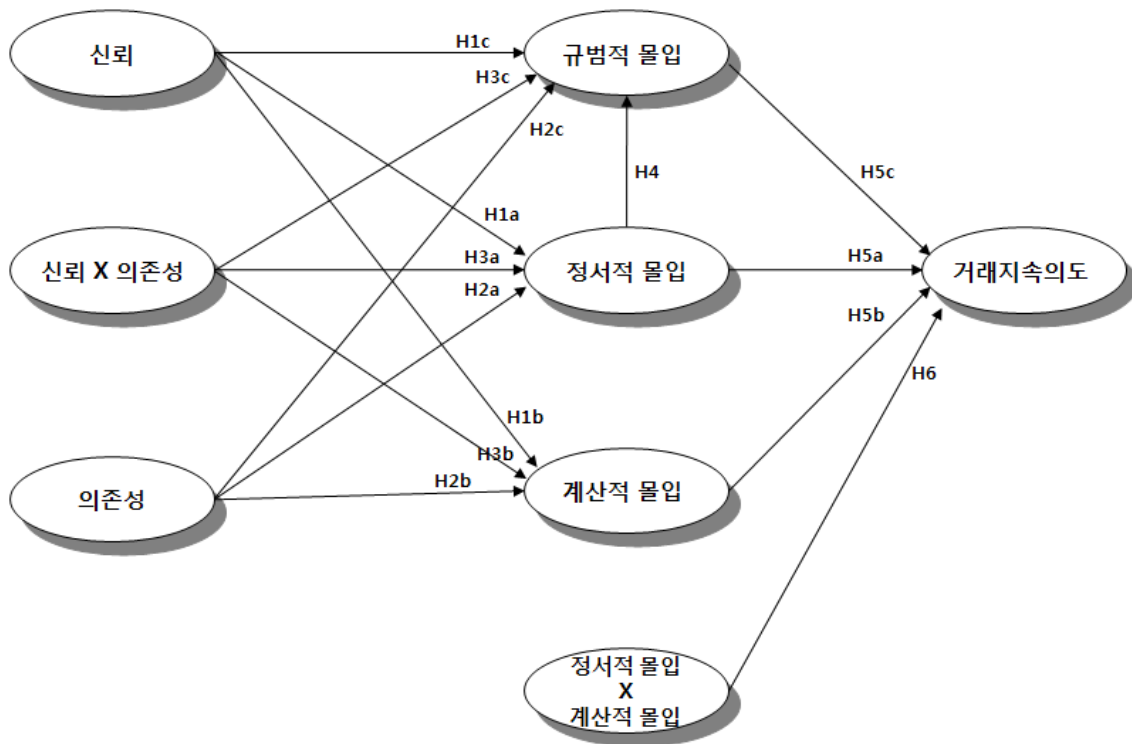 신뢰
H1c
규범적 몰입
H3c
H2c
H4
H5c
H1a
신뢰 X 의존성
H3a
정서적 몰입
H5a
거래지속의도
H2a
H5b
H6
H1b
H3b
의존성
H2b
계산적 몰입
정서적 몰입
X
계산적 몰입